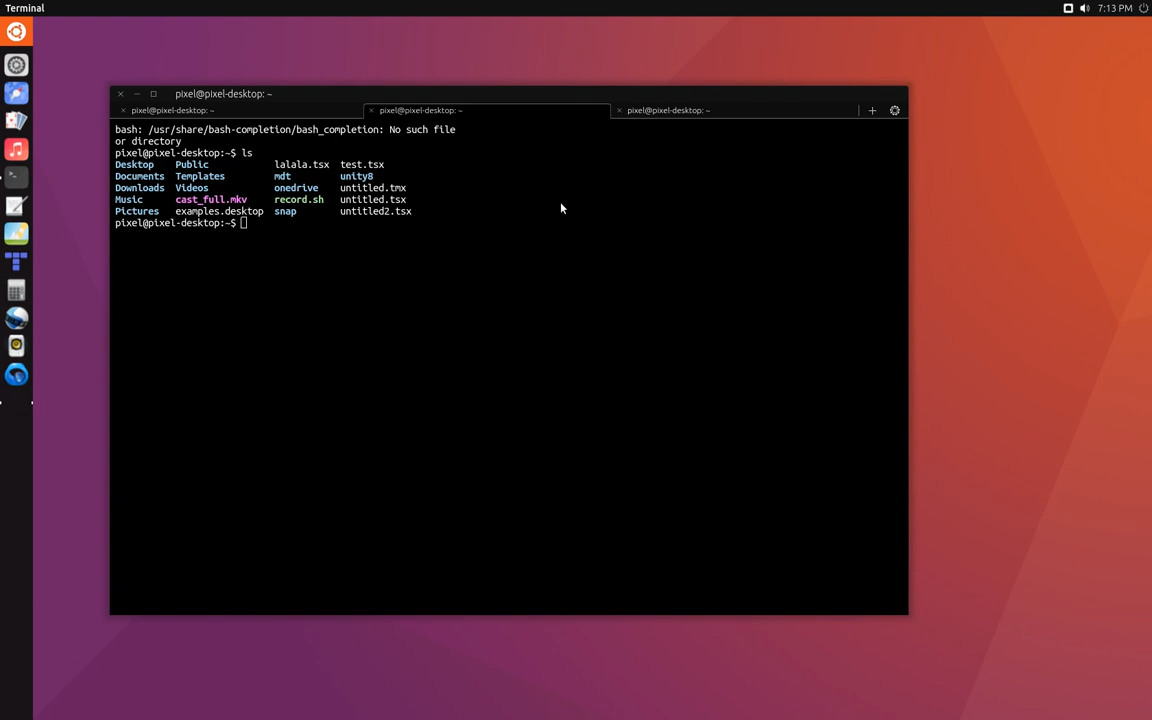 Terminal
7:13 PM
pixel@pixel-desktop: ~
pixel@pixel-desktop: ~
pixel@pixel-desktop: ~
pixel@pixel-desktop: ~
bash: /usr/share/bash-completion/bash_completion: No such file
or directory
pixel@pixel-desktop:~$ ls
Desktop Public lalala.tsx test.tsx
Documents Templates mdt unity8
Downloads Videos onedrive untitled.tmx
Music cast_full.mkv record.sh untitled.tsx
Pictures examples.desktop snap untitled2.tsx
pixel@pixel-desktop:~$